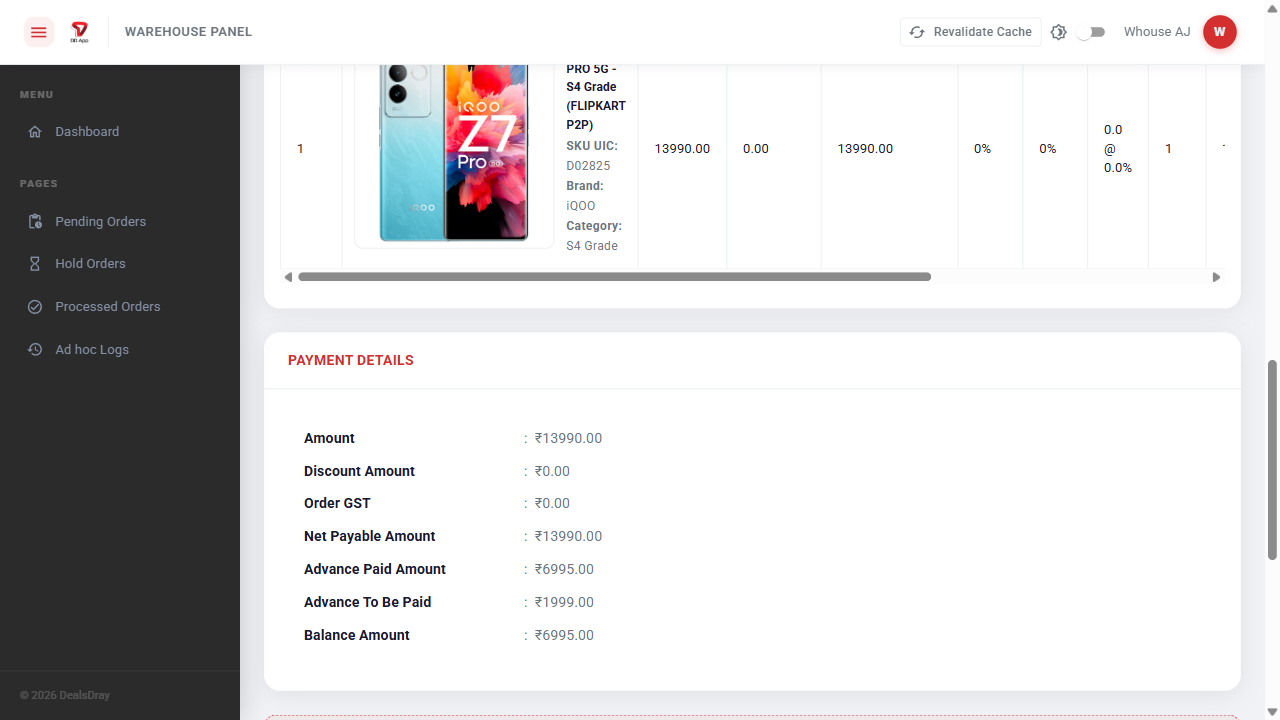 DD App
WAREHOUSE PANEL
Revalidate Cache
Whouse AJ
W
MENU
Dashboard
PAGES
Pending Orders
Hold Orders
Processed Orders
Ad hoc Logs
© 2026 DealsDray
1
iQOO
Z7
Pro 5G
iQOO
PRO 5G -
S4 Grade
(FLIPKART
P2P)
SKU UIC:
D02825
Brand:
iQOO
Category:
S4 Grade
13990.00
0.00
13990.00
0%
0%
0.0
@
0.0%
1
PAYMENT DETAILS
Amount : ₹13990.00
Discount Amount : ₹0.00
Order GST : ₹0.00
Net Payable Amount : ₹13990.00
Advance Paid Amount : ₹6995.00
Advance To Be Paid : ₹1999.00
Balance Amount : ₹6995.00